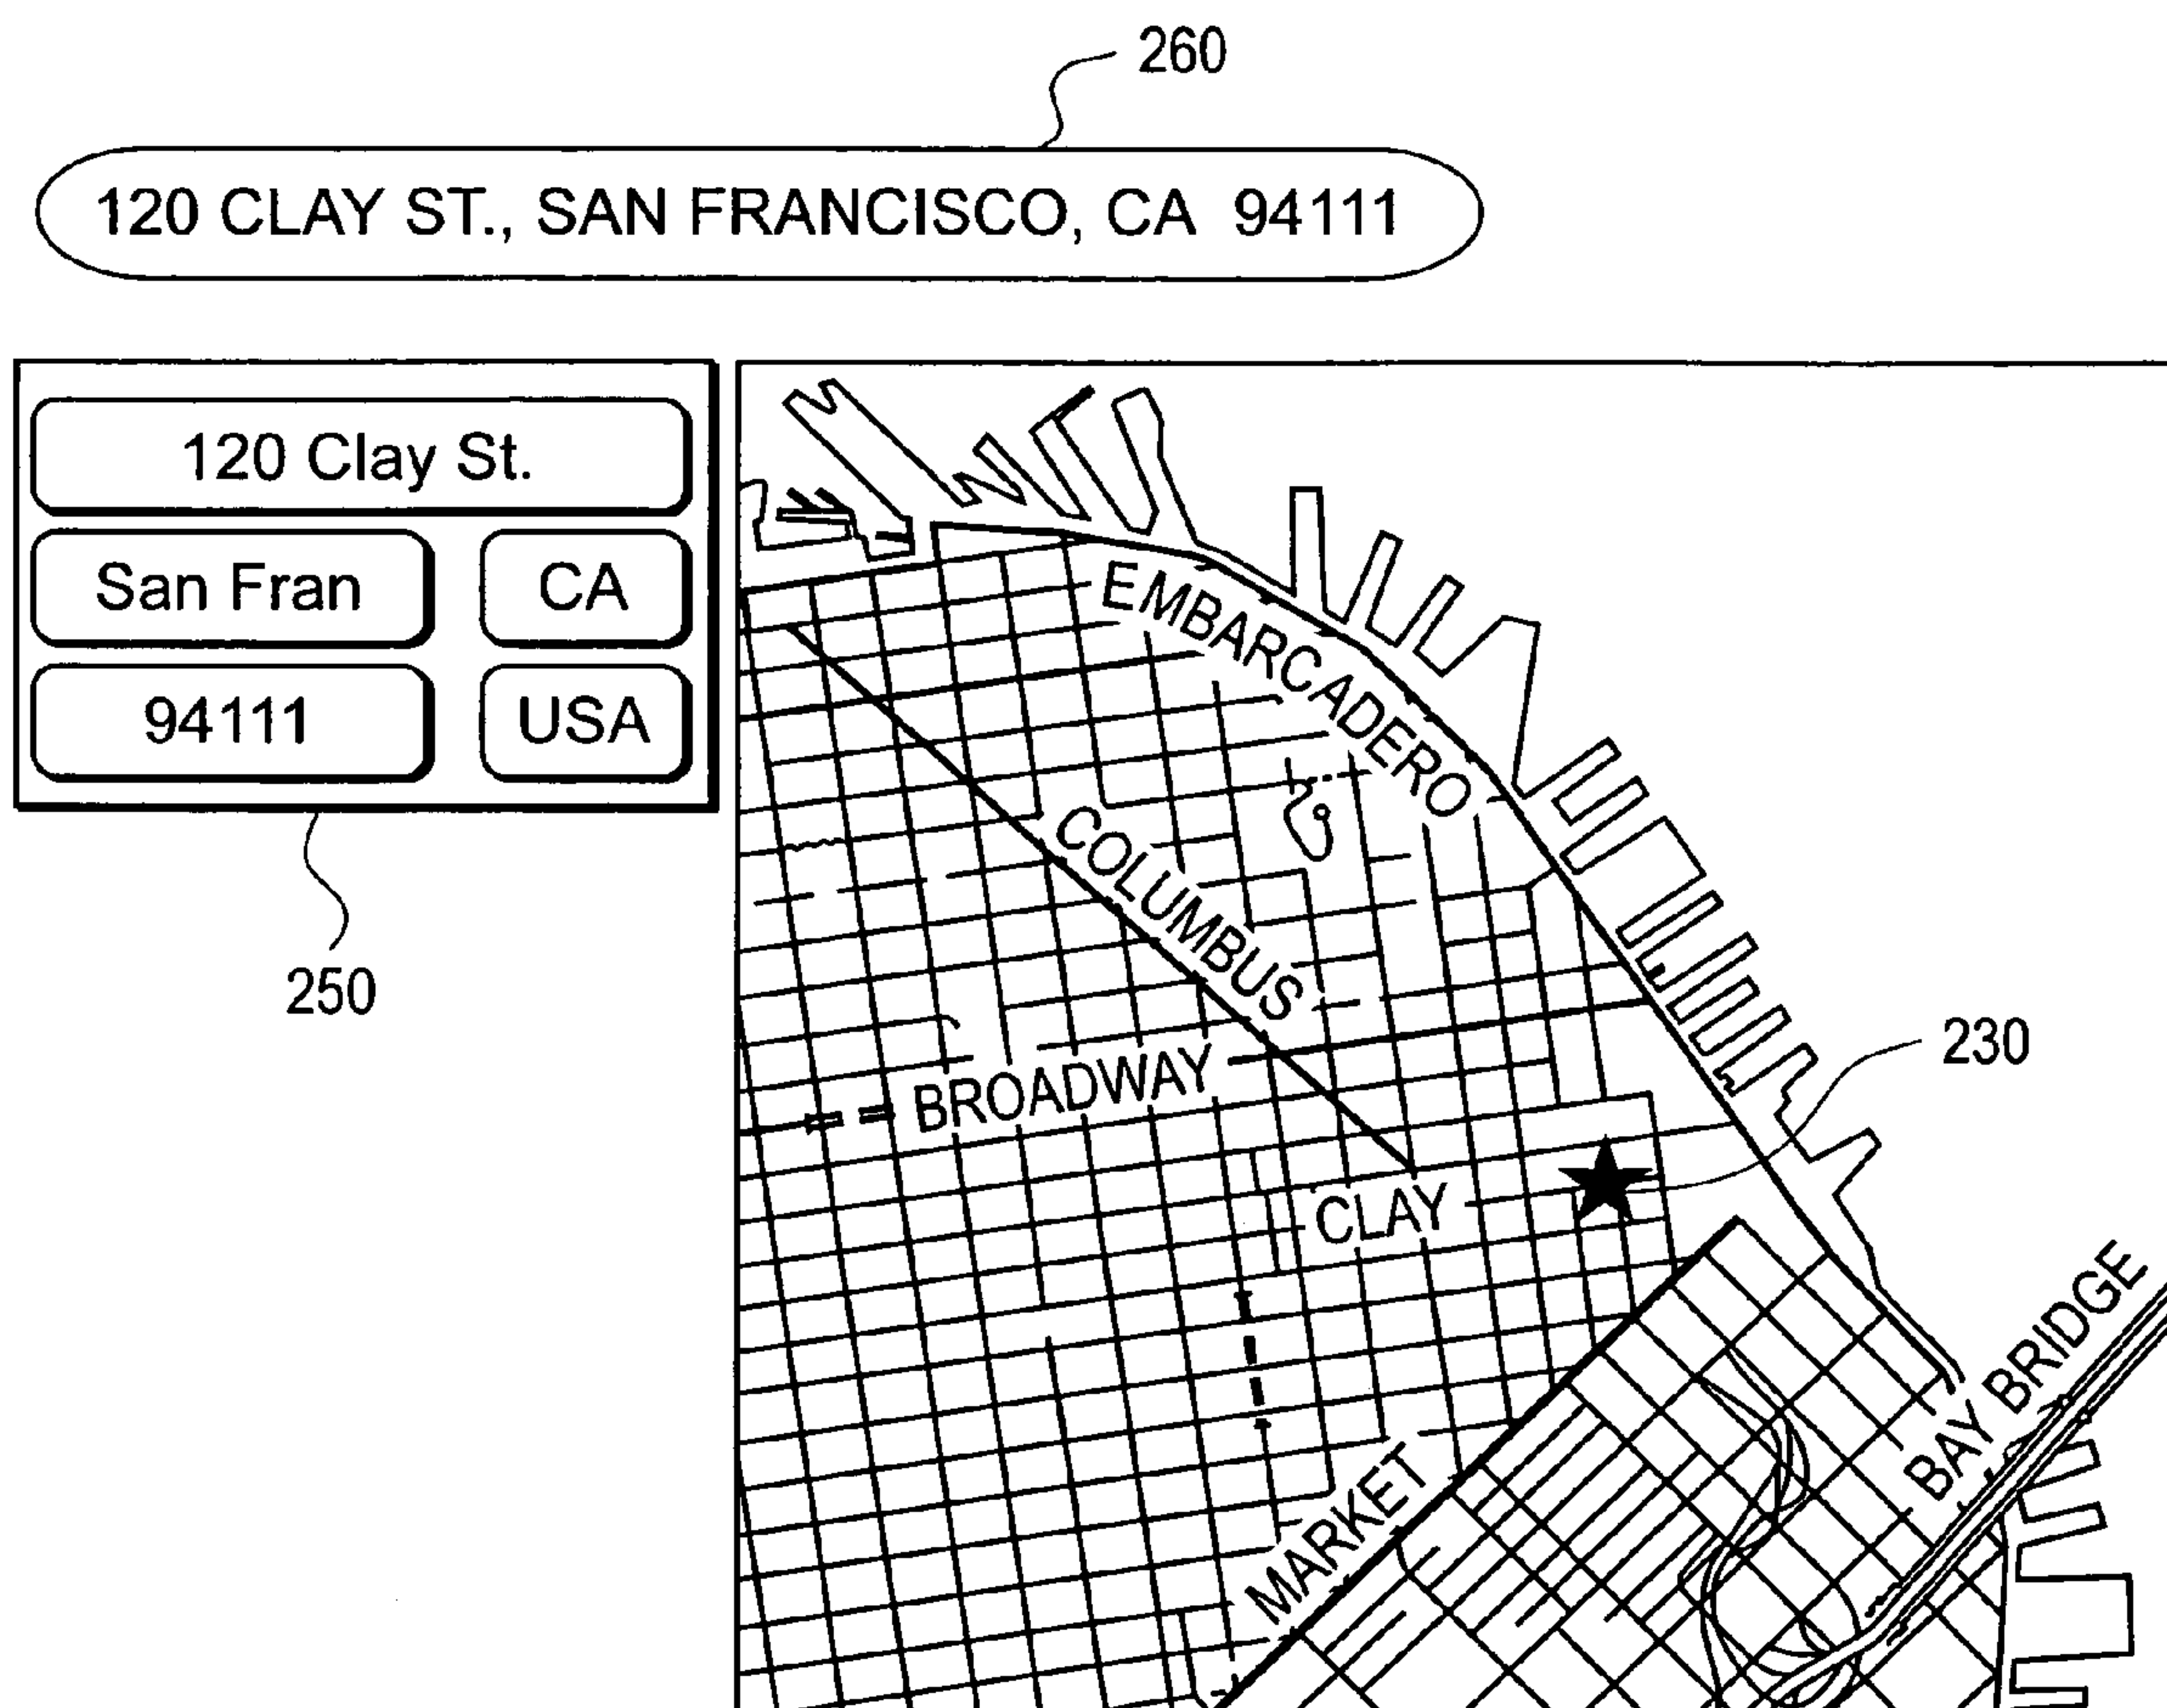 260
120 CLAY ST., SAN FRANCISCO, CA 94111
120 Clay St.
San Fran
CA
94111
USA
250
EMBARCADERO
COLUMBUS
BROADWAY
230
CLAY
BAY BRIDGE
MARKET